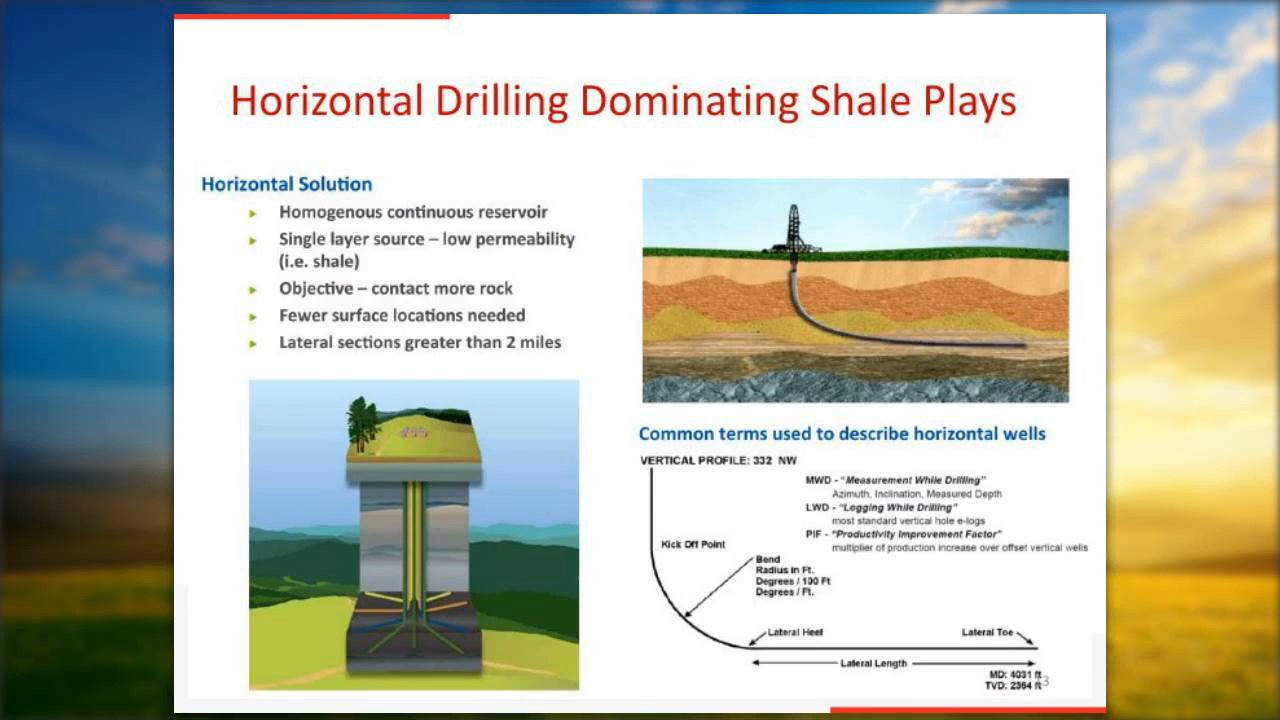 Horizontal Drilling Dominating Shale Plays
Horizontal Solution
Homogenous continuous reservoir
Single layer source – low permeability
(i.e. shale)
Objective – contact more rock
Fewer surface locations needed
Lateral sections greater than 2 miles
Common terms used to describe horizontal wells
VERTICAL PROFILE: 332 NW
MWD - "Measurement While Drilling"
Azimuth, Inclination, Measured Depth
LWD - "Logging While Drilling"
most standard vertical hole e-logs
PIF - "Productivity Improvement Factor"
multiplier of production increase over offset vertical wells
Kick Off Point
Bend
Radius in Ft.
Degrees / 100 Ft
Degrees / Ft.
Lateral Heel
Lateral Toe
Lateral Length
MD: 4031 ft
TVD: 2364 ft